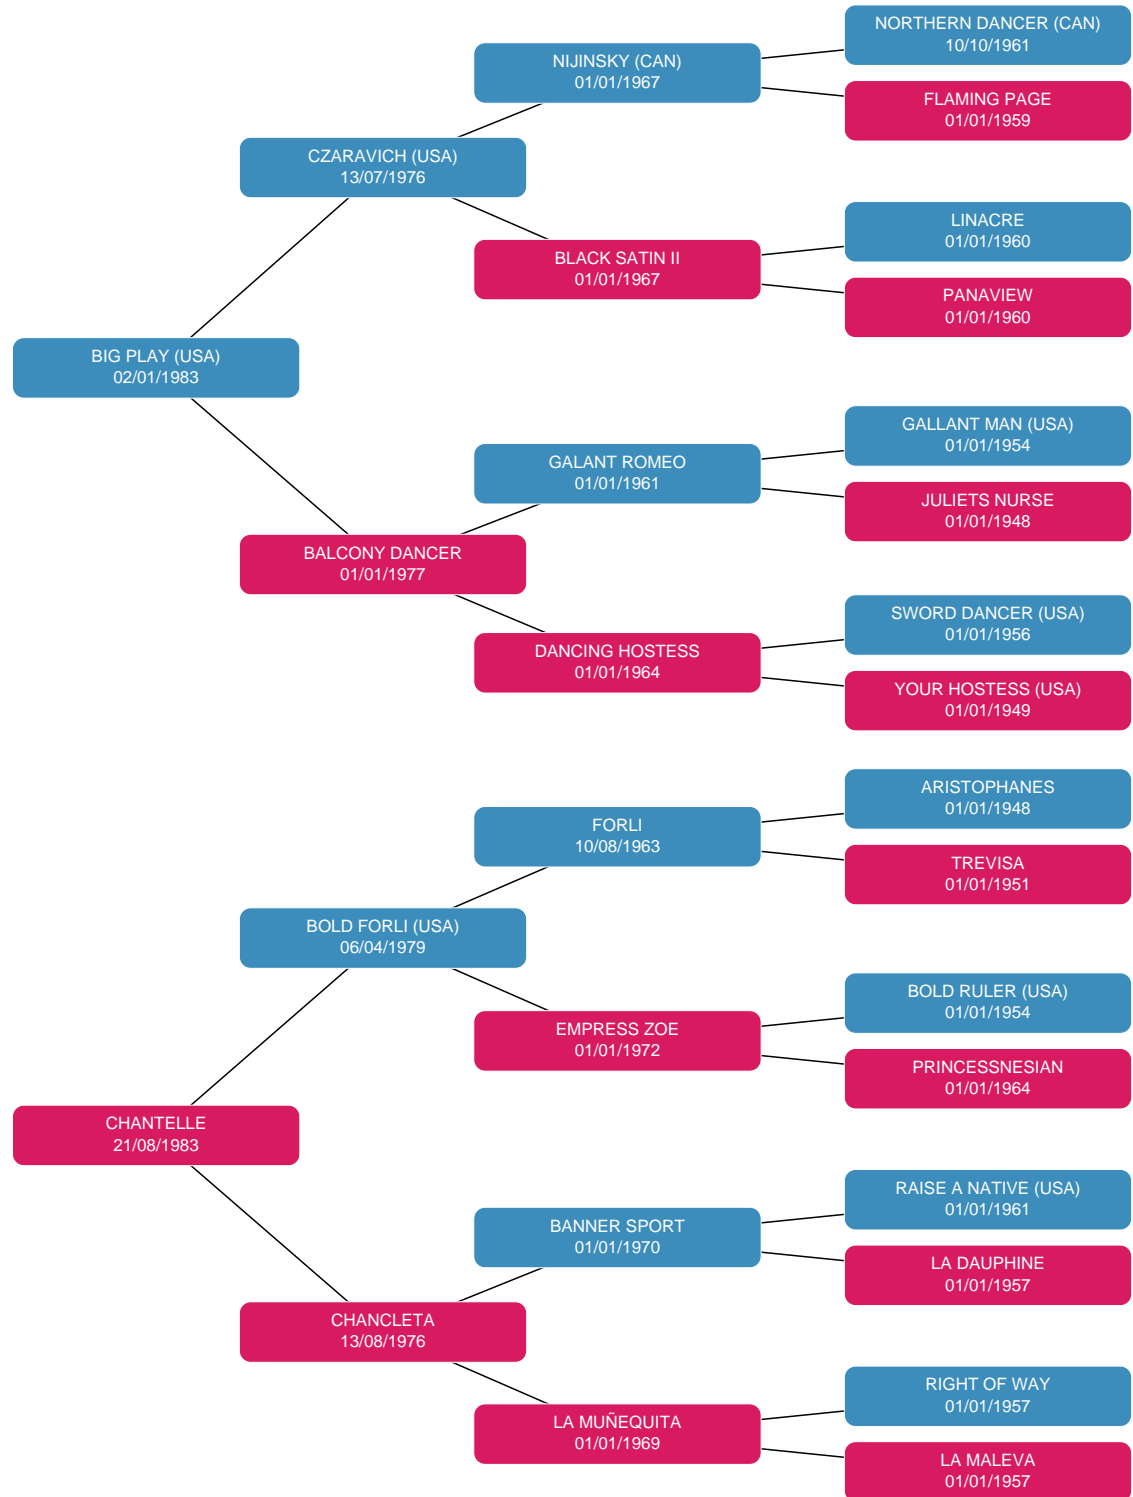 NORTHERN DANCER (CAN)
10/10/1961
NIJINSKY (CAN)
01/01/1967
FLAMING PAGE
01/01/1959
CZARAVICH (USA)
13/07/1976
LINACRE
01/01/1960
BLACK SATIN II
01/01/1967
PANAVIEW
01/01/1960
BIG PLAY (USA)
02/01/1983
GALLANT MAN (USA)
01/01/1954
GALANT ROMEO
01/01/1961
JULIETS NURSE
01/01/1948
BALCONY DANCER
01/01/1977
SWORD DANCER (USA)
01/01/1956
DANCING HOSTESS
01/01/1964
YOUR HOSTESS (USA)
01/01/1949
ARISTOPHANES
01/01/1948
FORLI
10/08/1963
TREVISA
01/01/1951
BOLD FORLI (USA)
06/04/1979
BOLD RULER (USA)
01/01/1954
EMPRESS ZOE
01/01/1972
PRINCESSNESIAN
01/01/1964
CHANTELLE
21/08/1983
RAISE A NATIVE (USA)
01/01/1961
BANNER SPORT
01/01/1970
LA DAUPHINE
01/01/1957
CHANCLETA
13/08/1976
RIGHT OF WAY
01/01/1957
LA MUÑEQUITA
01/01/1969
LA MALEVA
01/01/1957